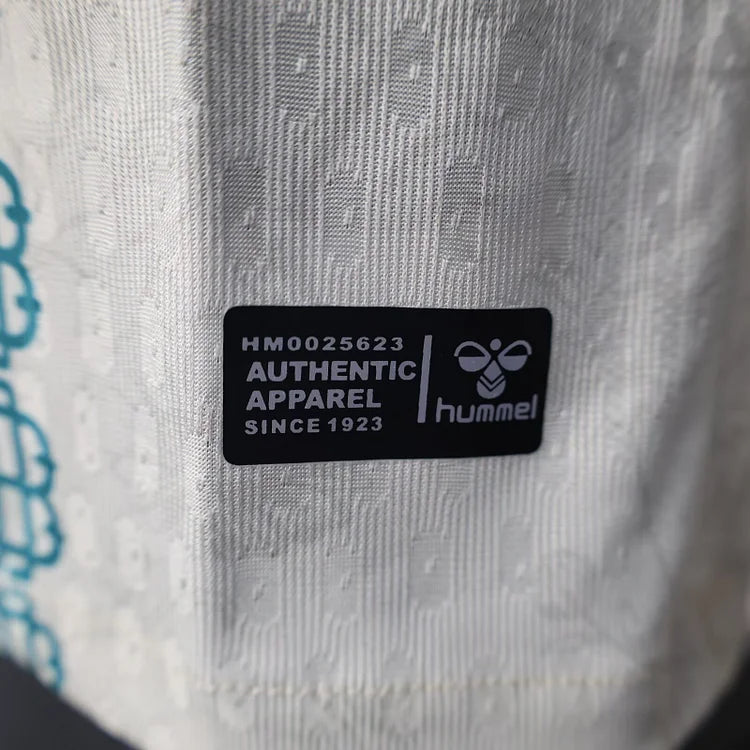 HM0025623
AUTHENTIC
APPAREL
SINCE 1923
hummel